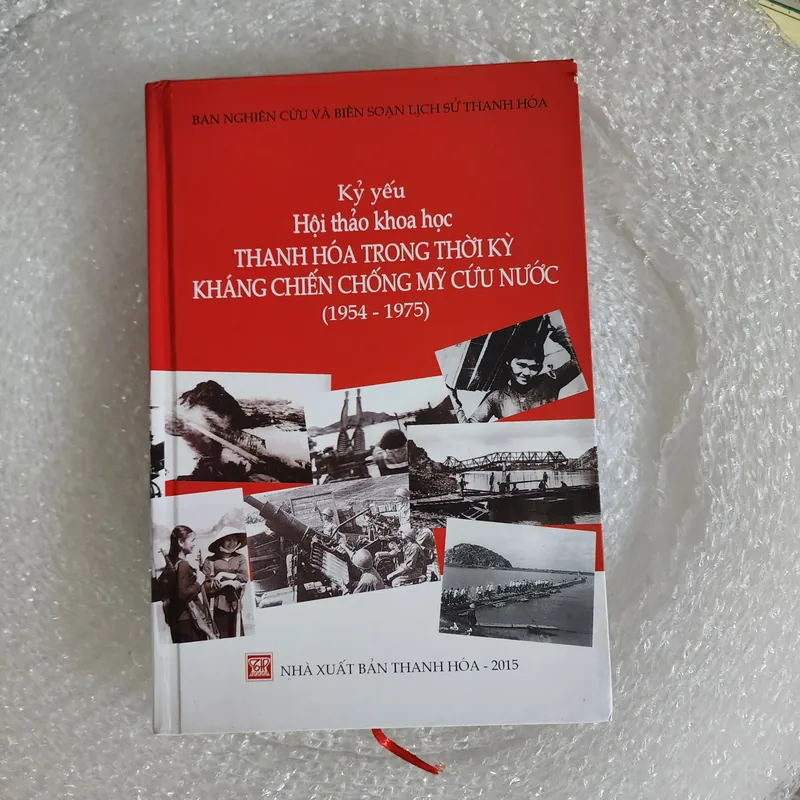 BAN NGHIÊN CỨU VÀ BIÊN SOẠN LỊCH SỬ THANH HÓA
Kỷ yếu
Hội thảo khoa học
THANH HÓA TRONG THỜI KỲ
KHÁNG CHIẾN CHỐNG MỸ CỨU NƯỚC
(1954 - 1975)
NHÀ XUẤT BẢN THANH HÓA - 2015